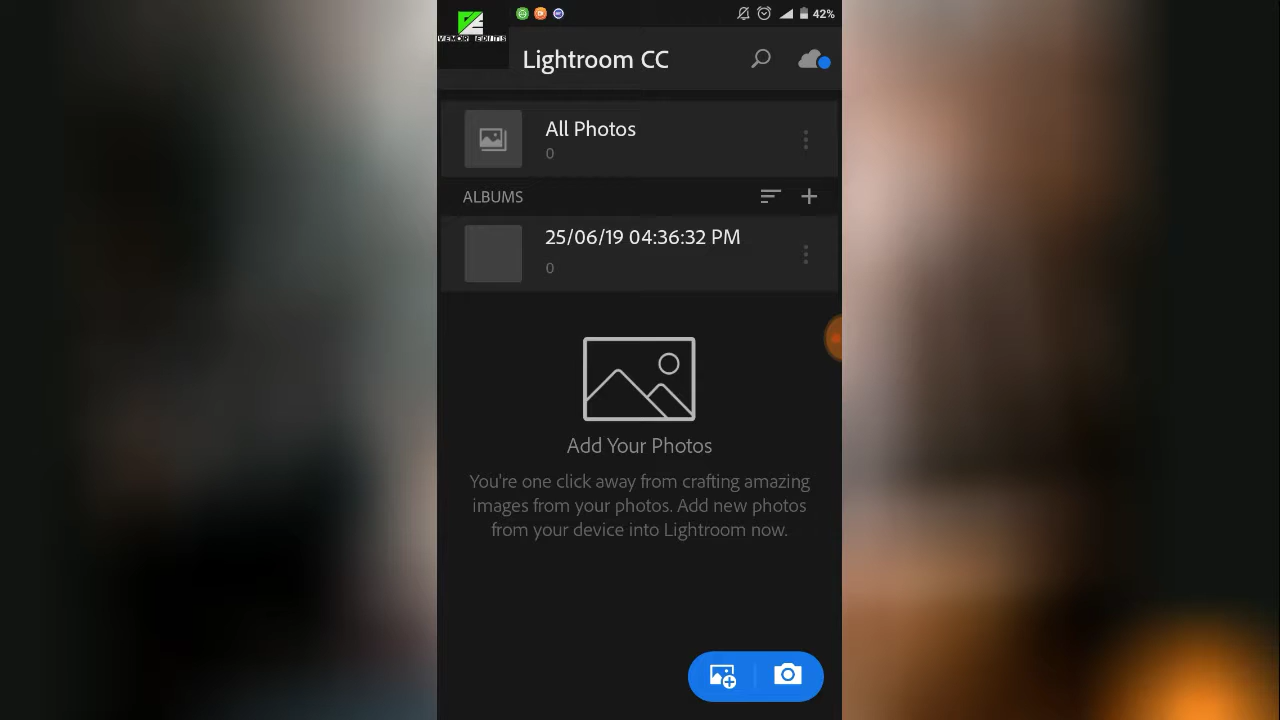 42%
Lightroom CC
All Photos
0
ALBUMS
25/06/19 04:36:32 PM
0
Add Your Photos
You're one click away from crafting amazing
images from your photos. Add new photos
from your device into Lightroom now.